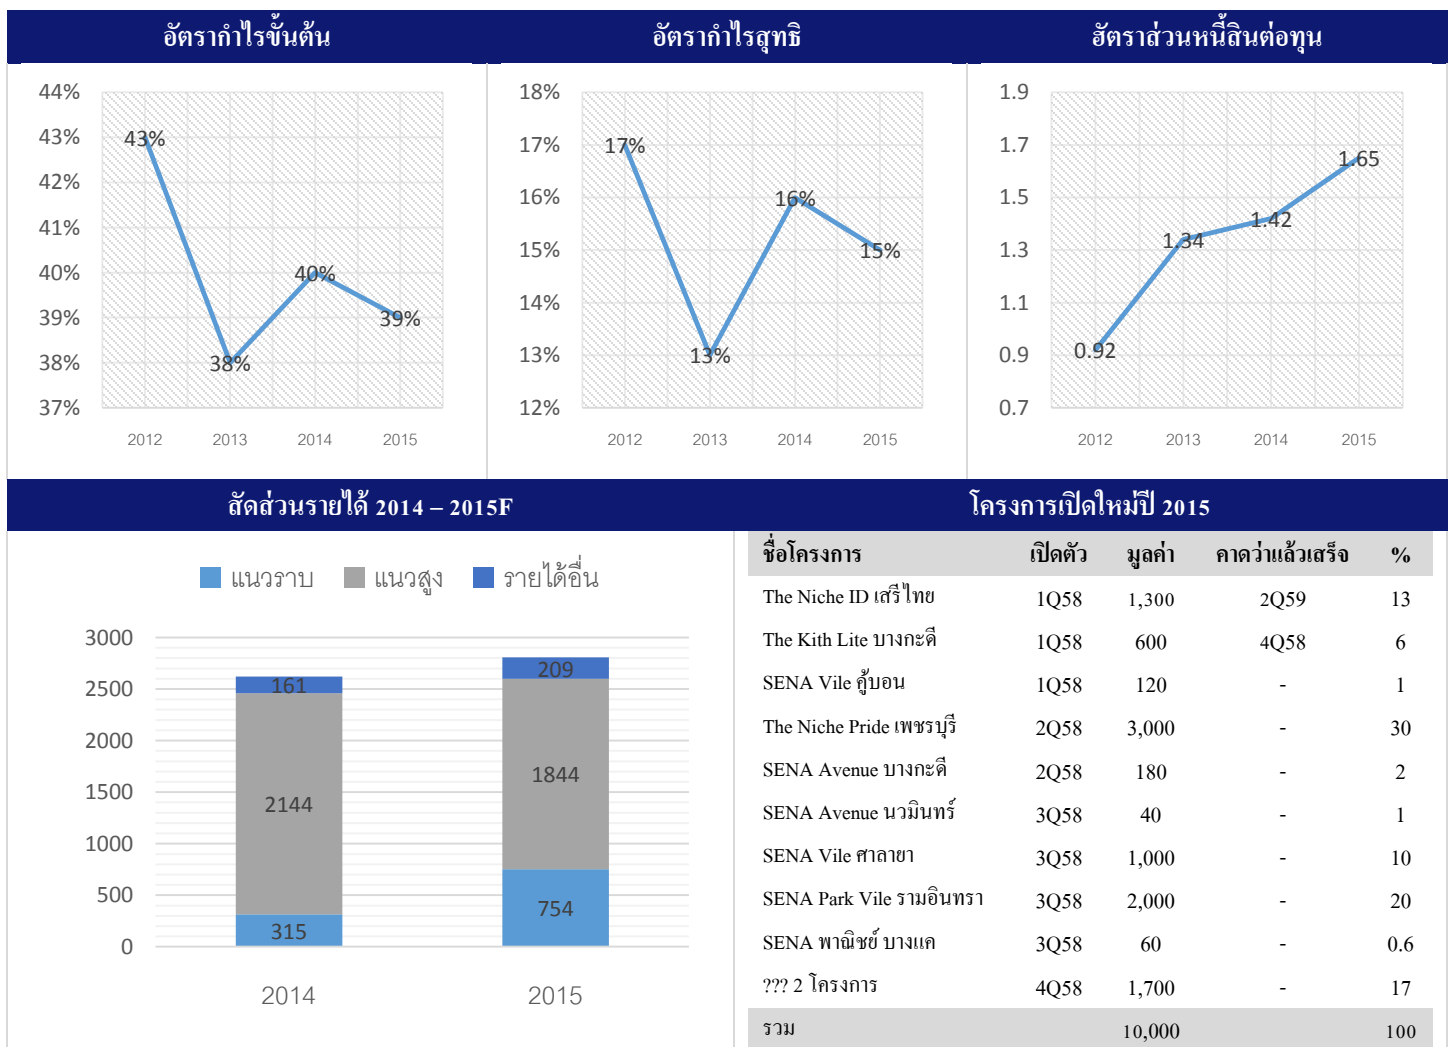 อัตรากำไรขั้นต้น
อัตรากำไรสุทธิ
ฮัตราส่วนหนี้สินต่อทุน
44%
43%
42%
41%
40%
39%
38%
37%
43%
38%
40%
39%
2012 2013 2014 2015
18%
17%
16%
15%
14%
13%
12%
17%
13%
16%
15%
2012 2013 2014 2015
1.9
1.7
1.5
1.3
1.1
0.9
0.7
0.92
1.34
1.42
1.65
2012 2013 2014 2015
สัดส่วนรายได้ 2014 – 2015F
แนวราบ แนวสูง รายได้อื่น
3000
2500
2000
1500
1000
500
0
161
2144
315
209
1844
754
2014 2015
โครงการเปิดใหม่ปี 2015
ชื่อโครงการ เปิดตัว มูลค่า คาดว่าแล้วเสร็จ %
The Niche ID เสรีไทย 1Q58 1,300 2Q59 13
The Kith Lite บางกะดี 1Q58 600 4Q58 6
SENA Vile คู้บอน 1Q58 120 - 1
The Niche Pride เพชรบุรี 2Q58 3,000 - 30
SENA Avenue บางกะดี 2Q58 180 - 2
SENA Avenue นวมินทร์ 3Q58 40 - 1
SENA Vile ศาลายา 3Q58 1,000 - 10
SENA Park Vile รามอินทรา 3Q58 2,000 - 20
SENA พาณิชย์ บางแค 3Q58 60 - 0.6
??? 2 โครงการ 4Q58 1,700 - 17
รวม 10,000 100